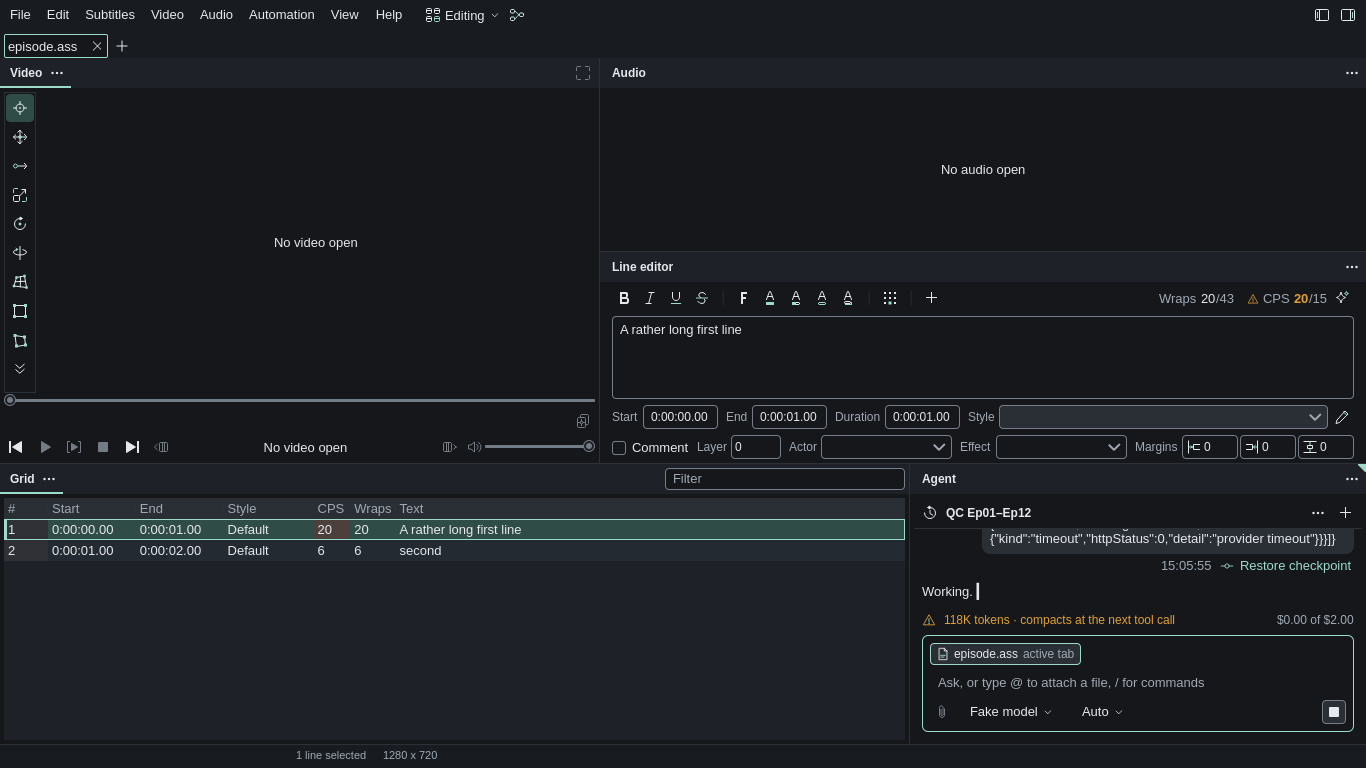 File Edit Subtitles Video Audio Automation View Help Editing
episode.ass
Video
Audio
No video open
No audio open
Line editor
B I U S F A A A A
Wraps 20/43 CPS 20/15
A rather long first line
Start 0:00:00.00 End 0:00:01.00 Duration 0:00:01.00 Style
No video open
Comment Layer 0 Actor Effect Margins 0 0 0
Grid
Filter
# Start End Style CPS Wraps Text
1 0:00:00.00 0:00:01.00 Default 20 20 A rather long first line
2 0:00:01.00 0:00:02.00 Default 6 6 second
Agent
QC Ep01–Ep12
{"kind":"timeout","httpStatus":0,"detail":"provider timeout"}}}]}
15:05:55 Restore checkpoint
Working.
118K tokens · compacts at the next tool call $0.00 of $2.00
episode.ass active tab
Ask, or type @ to attach a file, / for commands
Fake model Auto
1 line selected 1280 x 720